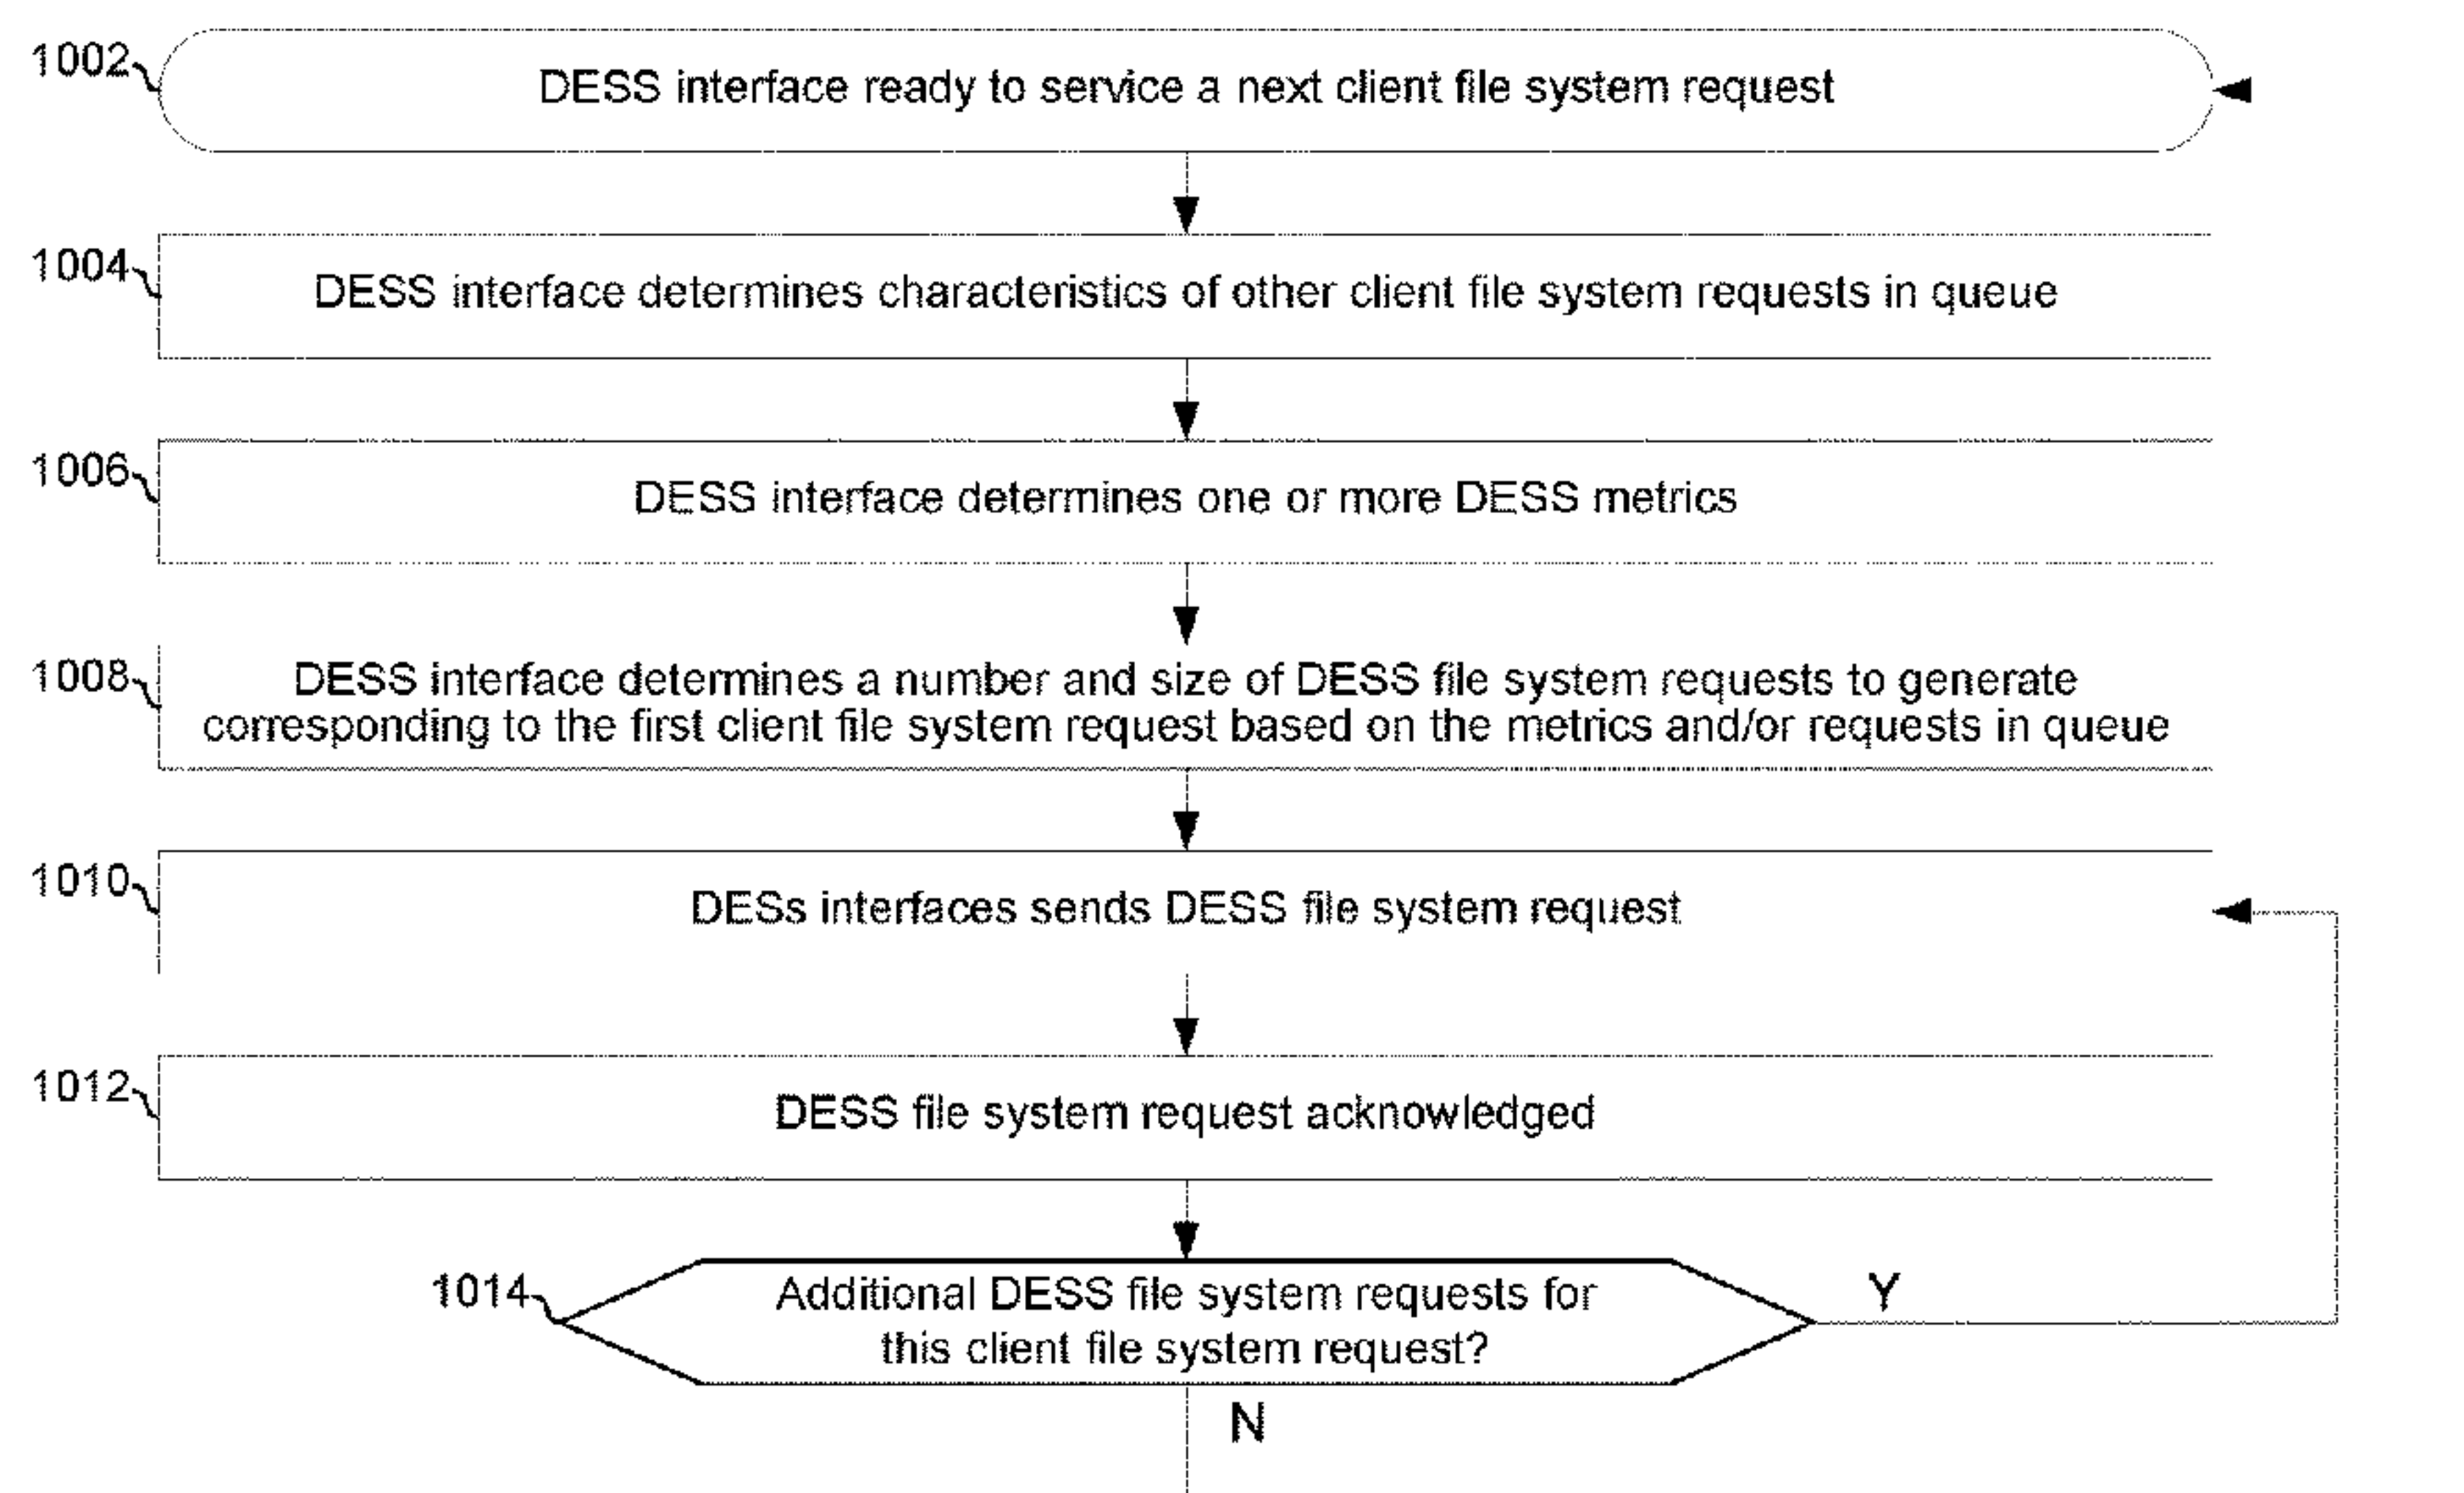 1002
DESS interface ready to service a next client file system request
1004
DESS interface determines characteristics of other client file system requests in queue
1006
DESS interface determines one or more DESS metrics
1008
DESS interface determines a number and size of DESS file system requests to generate
corresponding to the first client file system request based on the metrics and/or requests in queue
1010
DESs interfaces sends DESS file system request
1012
DESS file system request acknowledged
1014
Additional DESS file system requests for
this client file system request?
Y
N